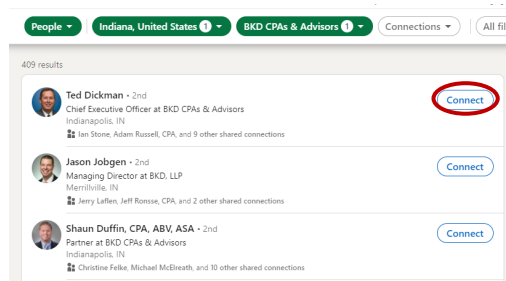 People Indiana, United States 1 BKD CPAs & Advisors 1 Connections All fil
409 results
Ted Dickman • 2nd
Connect
Chief Executive Officer at BKD CPAs & Advisors
Indianapolis, IN
Ian Stone, Adam Russell, CPA, and 9 other shared connections
Jason Jobgen • 2nd
Connect
Managing Director at BKD, LLP
Merrillville, IN
Jerry Laflen, Jeff Ronsse, CPA, and 2 other shared connections
Shaun Duffin, CPA, ABV, ASA • 2nd
Connect
Partner at BKD CPAs & Advisors
Indianapolis, IN
Christine Felke, Michael McElreath, and 10 other shared connections